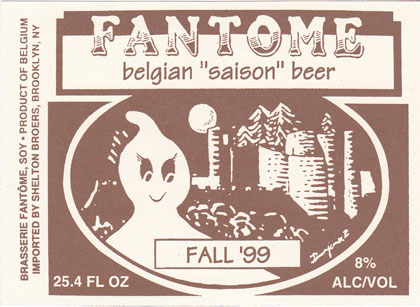 FANTOME
belgian "saison" beer
BRASSERIE FANTÔME, SOY • PRODUCT OF BELGIUM
IMPORTED BY SHELTON BROERS, BROOKLYN, NY
FALL '99
25.4 FL OZ
8%
ALC/VOL